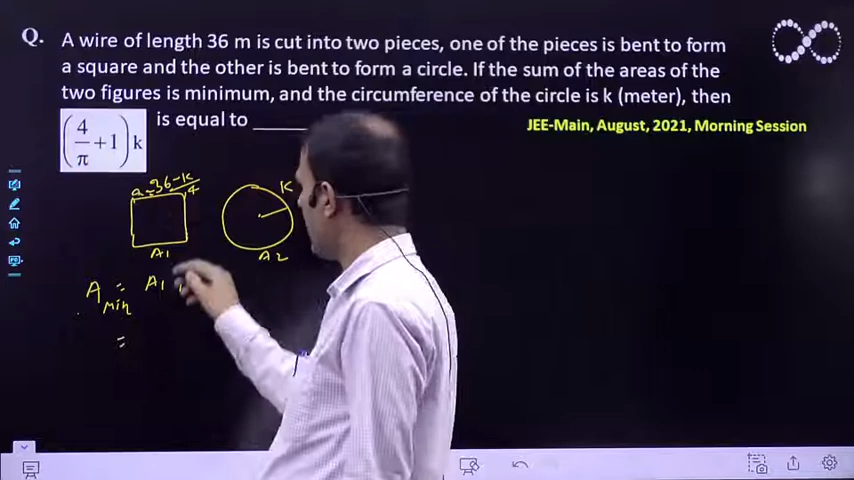 Q. A wire of length 36 m is cut into two pieces, one of the pieces is bent to form
a square and the other is bent to form a circle. If the sum of the areas of the
two figures is minimum, and the circumference of the circle is k (meter), then
(4/π + 1) k is equal to ______
JEE-Main, August, 2021, Morning Session
a = 36-k/4
K
A1
A2
A min = A1
=